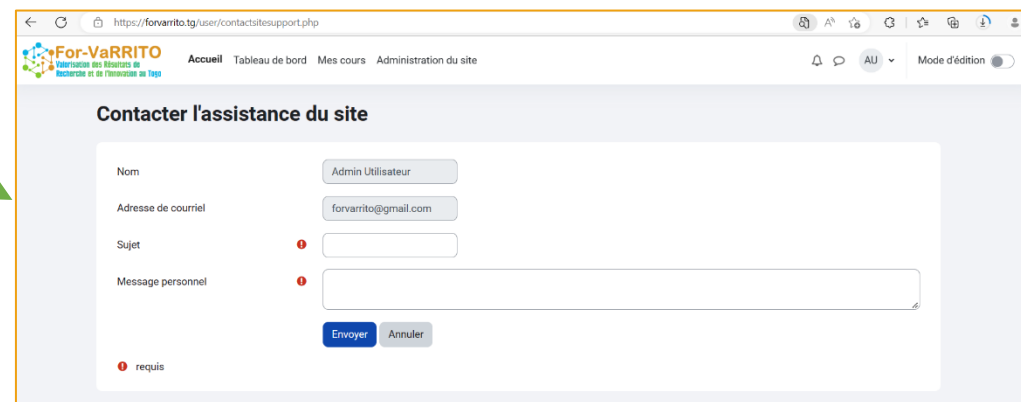 https://forvarrito.tg/user/contactsitesupport.php
For-VaRRITO
Valorisation des Résultats de
Recherche et de l'Innovation au Togo
Accueil Tableau de bord Mes cours Administration du site
AU
Mode d'édition
Contacter l'assistance du site
Nom
Admin Utilisateur
Adresse de courriel
forvarrito@gmail.com
Sujet
Message personnel
Envoyer Annuler
requis